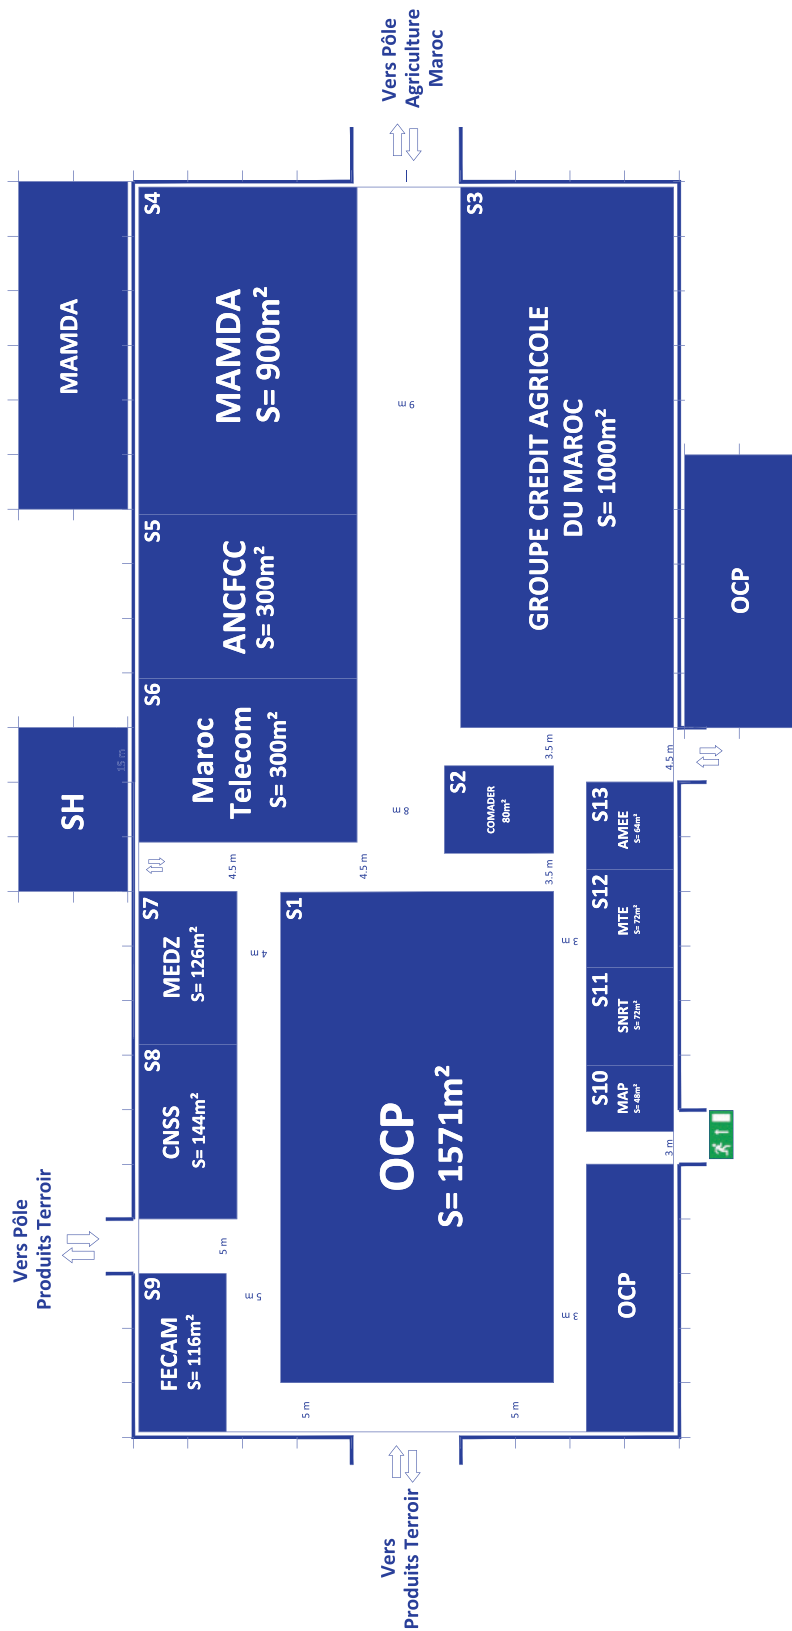 Vers Pôle
Agriculture
Maroc
MAMDA
S4
MAMDA
S= 900m²
S3
GROUPE CREDIT AGRICOLE
DU MAROC
S= 1000m²
9 m
S5
ANCFCC
S= 300m²
OCP
S6
Maroc
Telecom
S= 300m²
SH
15 m
8 m
3.5 m
4.5 m
S2
COMADER
80m²
S13
AMEE
S= 64m²
4.5 m
4.5 m
3.5 m
S7
MEDZ
S= 126m²
4 m
S1
OCP
S= 1571m²
3 m
S12
MTE
S= 72m²
S11
SNRT
S= 72m²
S8
CNSS
S= 144m²
S10
MAP
S= 48m²
3 m
Vers Pôle
Produits Terroir
5 m
S9
FECAM
S= 116m²
5 m
3 m
OCP
5 m
5 m
Vers
Produits Terroir